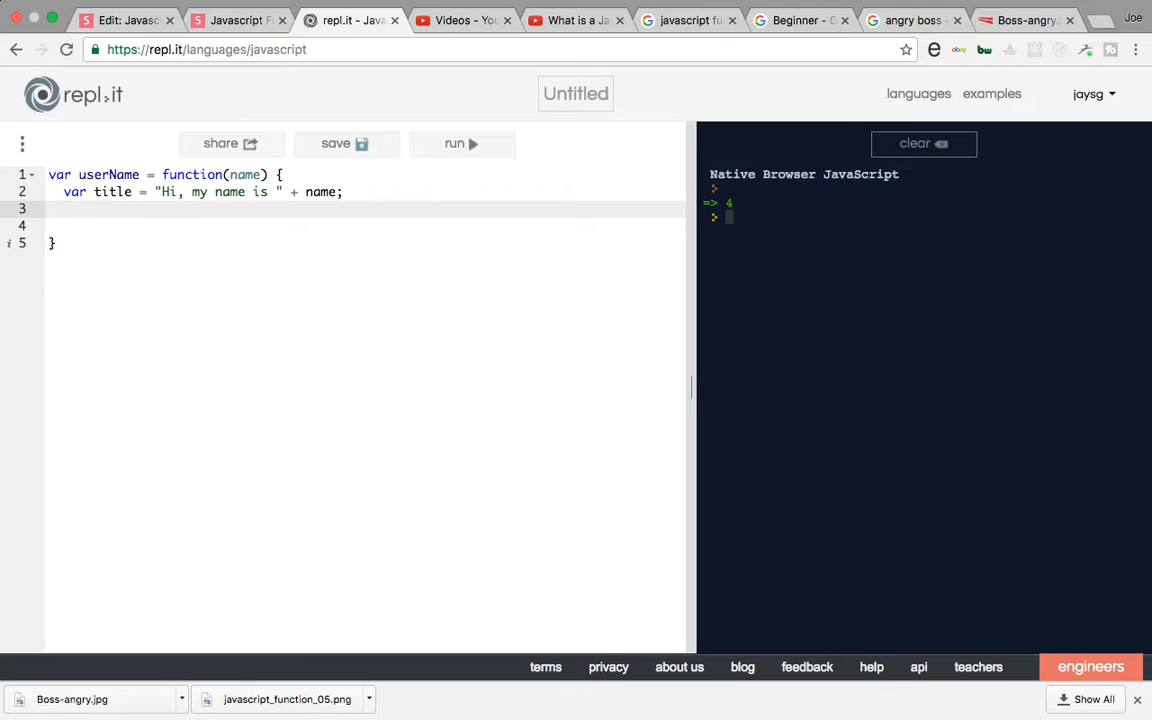 Edit: Javasc
Javascript F
repl.it - Java
Videos - You
What is a Ja
javascript fu
Beginner - G
angry boss -
Boss-angry.j
Joe
https://repl.it/languages/javascript
repl.it
Untitled
languages
examples
jaysg
share
save
run
clear
1 var userName = function(name) {
2 var title = "Hi, my name is " + name;
3
4
i 5 }
Native Browser JavaScript
=> 4
terms
privacy
about us
blog
feedback
help
api
teachers
engineers
Boss-angry.jpg
javascript_function_05.png
Show All